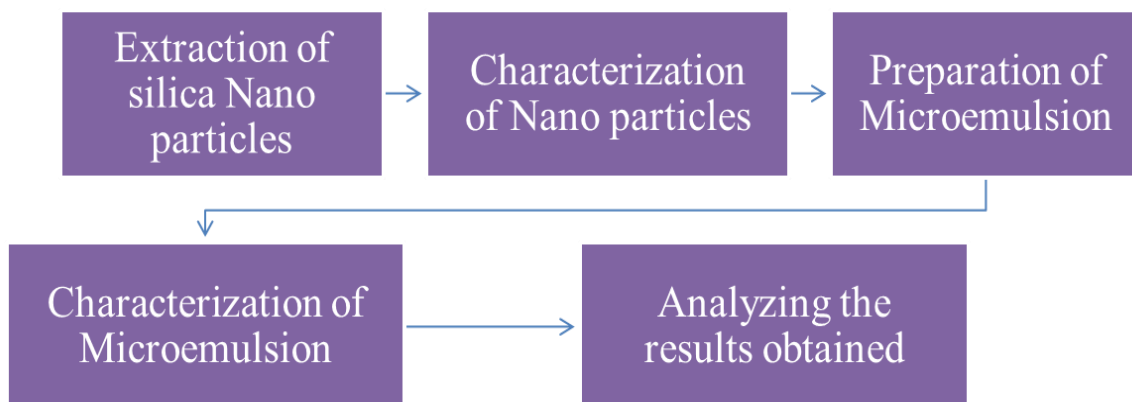 Extraction of
silica Nano
particles
Characterization
of Nano particles
Preparation of
Microemulsion
Characterization of
Microemulsion
Analyzing the
results obtained